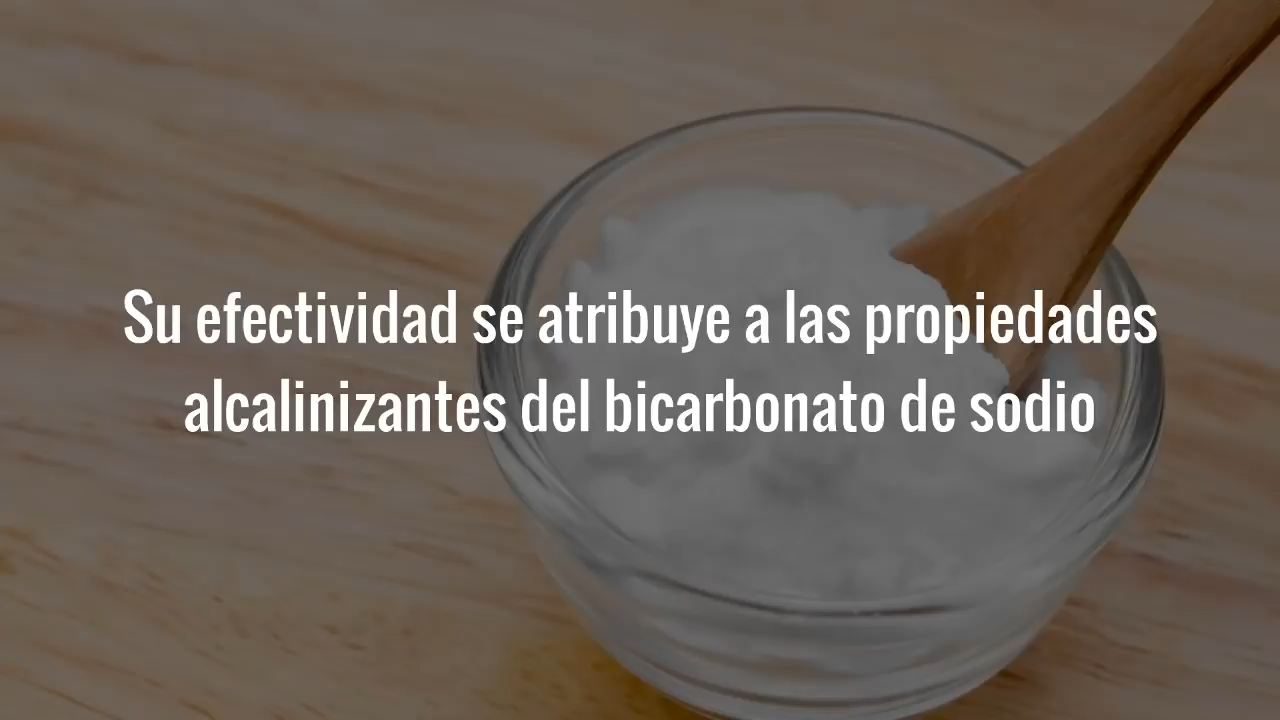 Su efectividad se atribuye a las propiedades
alcalinizantes del bicarbonato de sodio